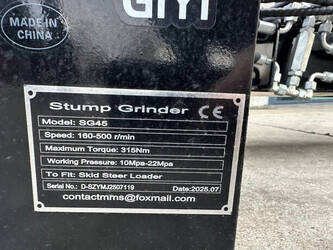 MADE IN
CHINA
GIYI
Stump Grinder CE
Model: SG45
Speed: 160-500 r/min
Maximum Torque: 315Nm
Working Pressure: 10Mpa-22Mpa
To Fit: Skid Steer Loader
Serial No.: D-SZYMJ2507119 Date:2025.07
contactmms@foxmail.com